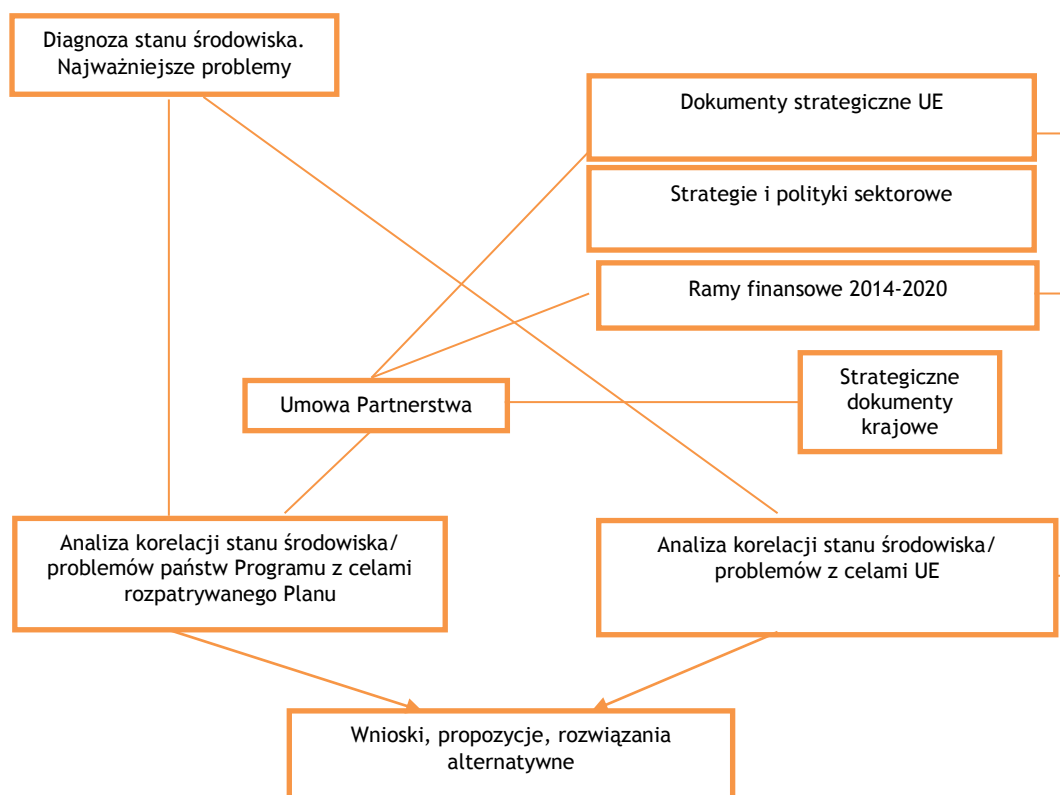 Diagnoza stanu środowiska.
Najważniejsze problemy
Dokumenty strategiczne UE
Strategie i polityki sektorowe
Ramy finansowe 2014-2020
Umowa Partnerstwa
Strategiczne
dokumenty
krajowe
Analiza korelacji stanu środowiska/
problemów państw Programu z celami
rozpatrywanego Planu
Analiza korelacji stanu środowiska/
problemów z celami UE
Wnioski, propozycje, rozwiązania
alternatywne